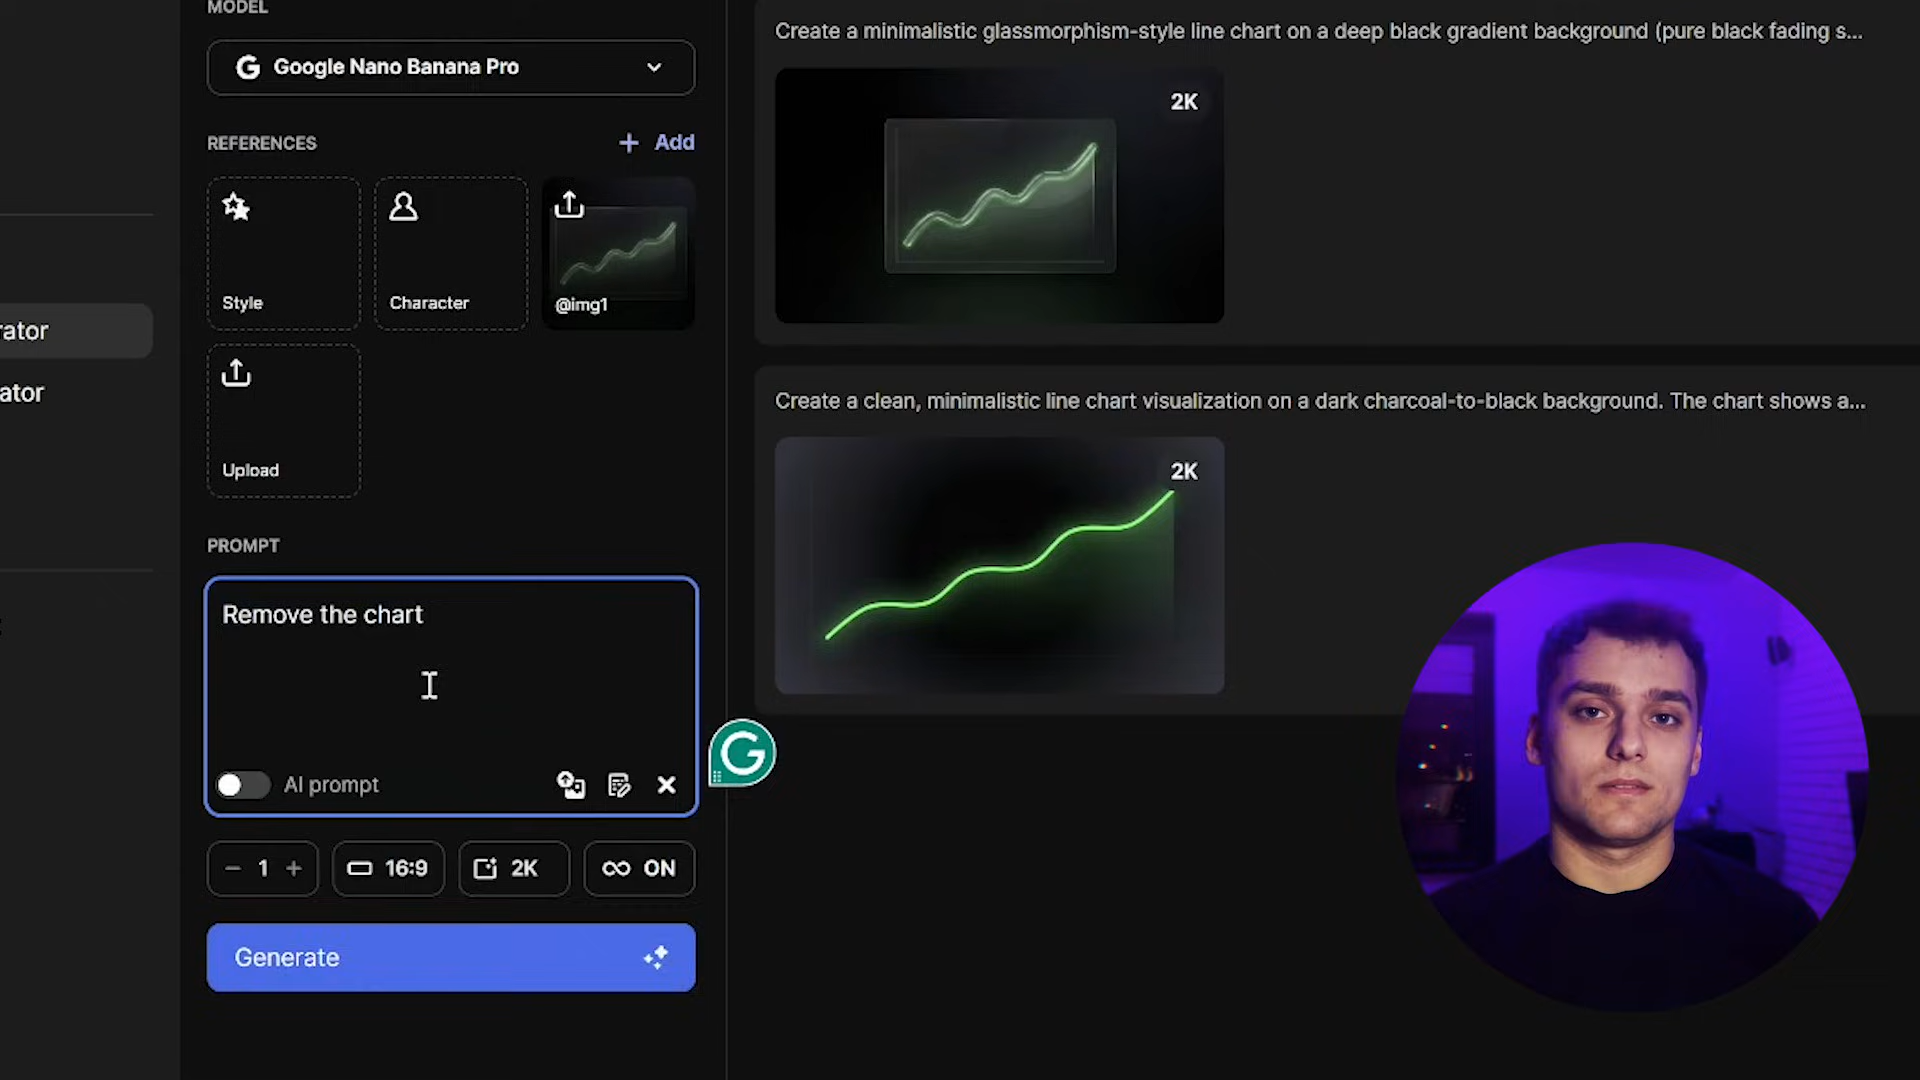 MODEL
Google Nano Banana Pro
REFERENCES
+ Add
Style
Character
@img1
Upload
PROMPT
Remove the chart
AI prompt
1
16:9
2K
ON
Generate
rator
ator
Create a minimalistic glassmorphism-style line chart on a deep black gradient background (pure black fading s...
2K
Create a clean, minimalistic line chart visualization on a dark charcoal-to-black background. The chart shows a...
2K